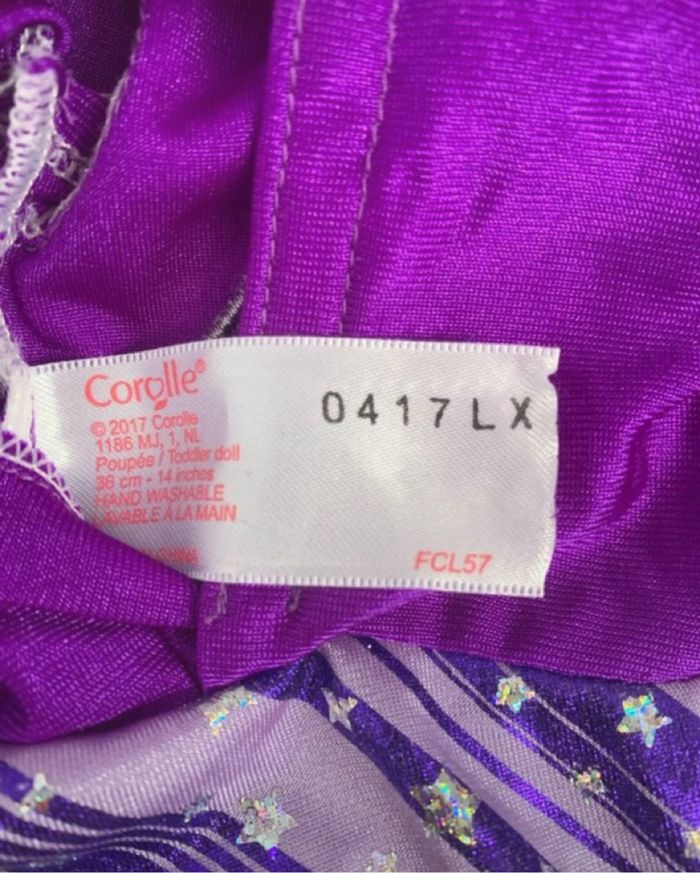 Corolle®
0417LX
© 2017 Corolle
1186 MJ, 1, NL
Poupée / Toddler doll
36 cm - 14 inches
HAND WASHABLE
LAVABLE A LA MAIN
CHINA
FCL57